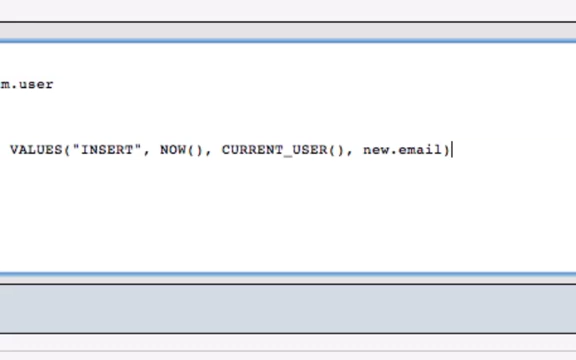 m.user
VALUES("INSERT", NOW(), CURRENT_USER(), new.email)